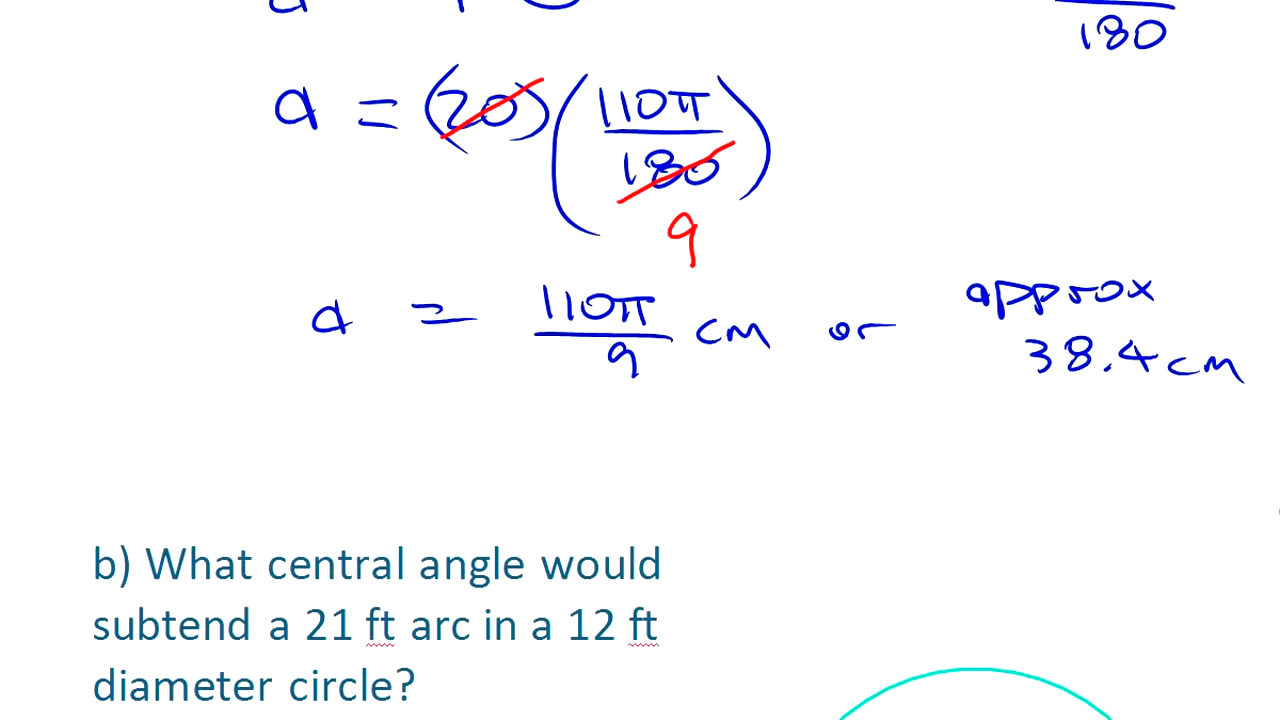 180
a = (20)(110π/180)
9
a = 110π/9 cm or approx 38.4 cm
b) What central angle would
subtend a 21 ft arc in a 12 ft
diameter circle?